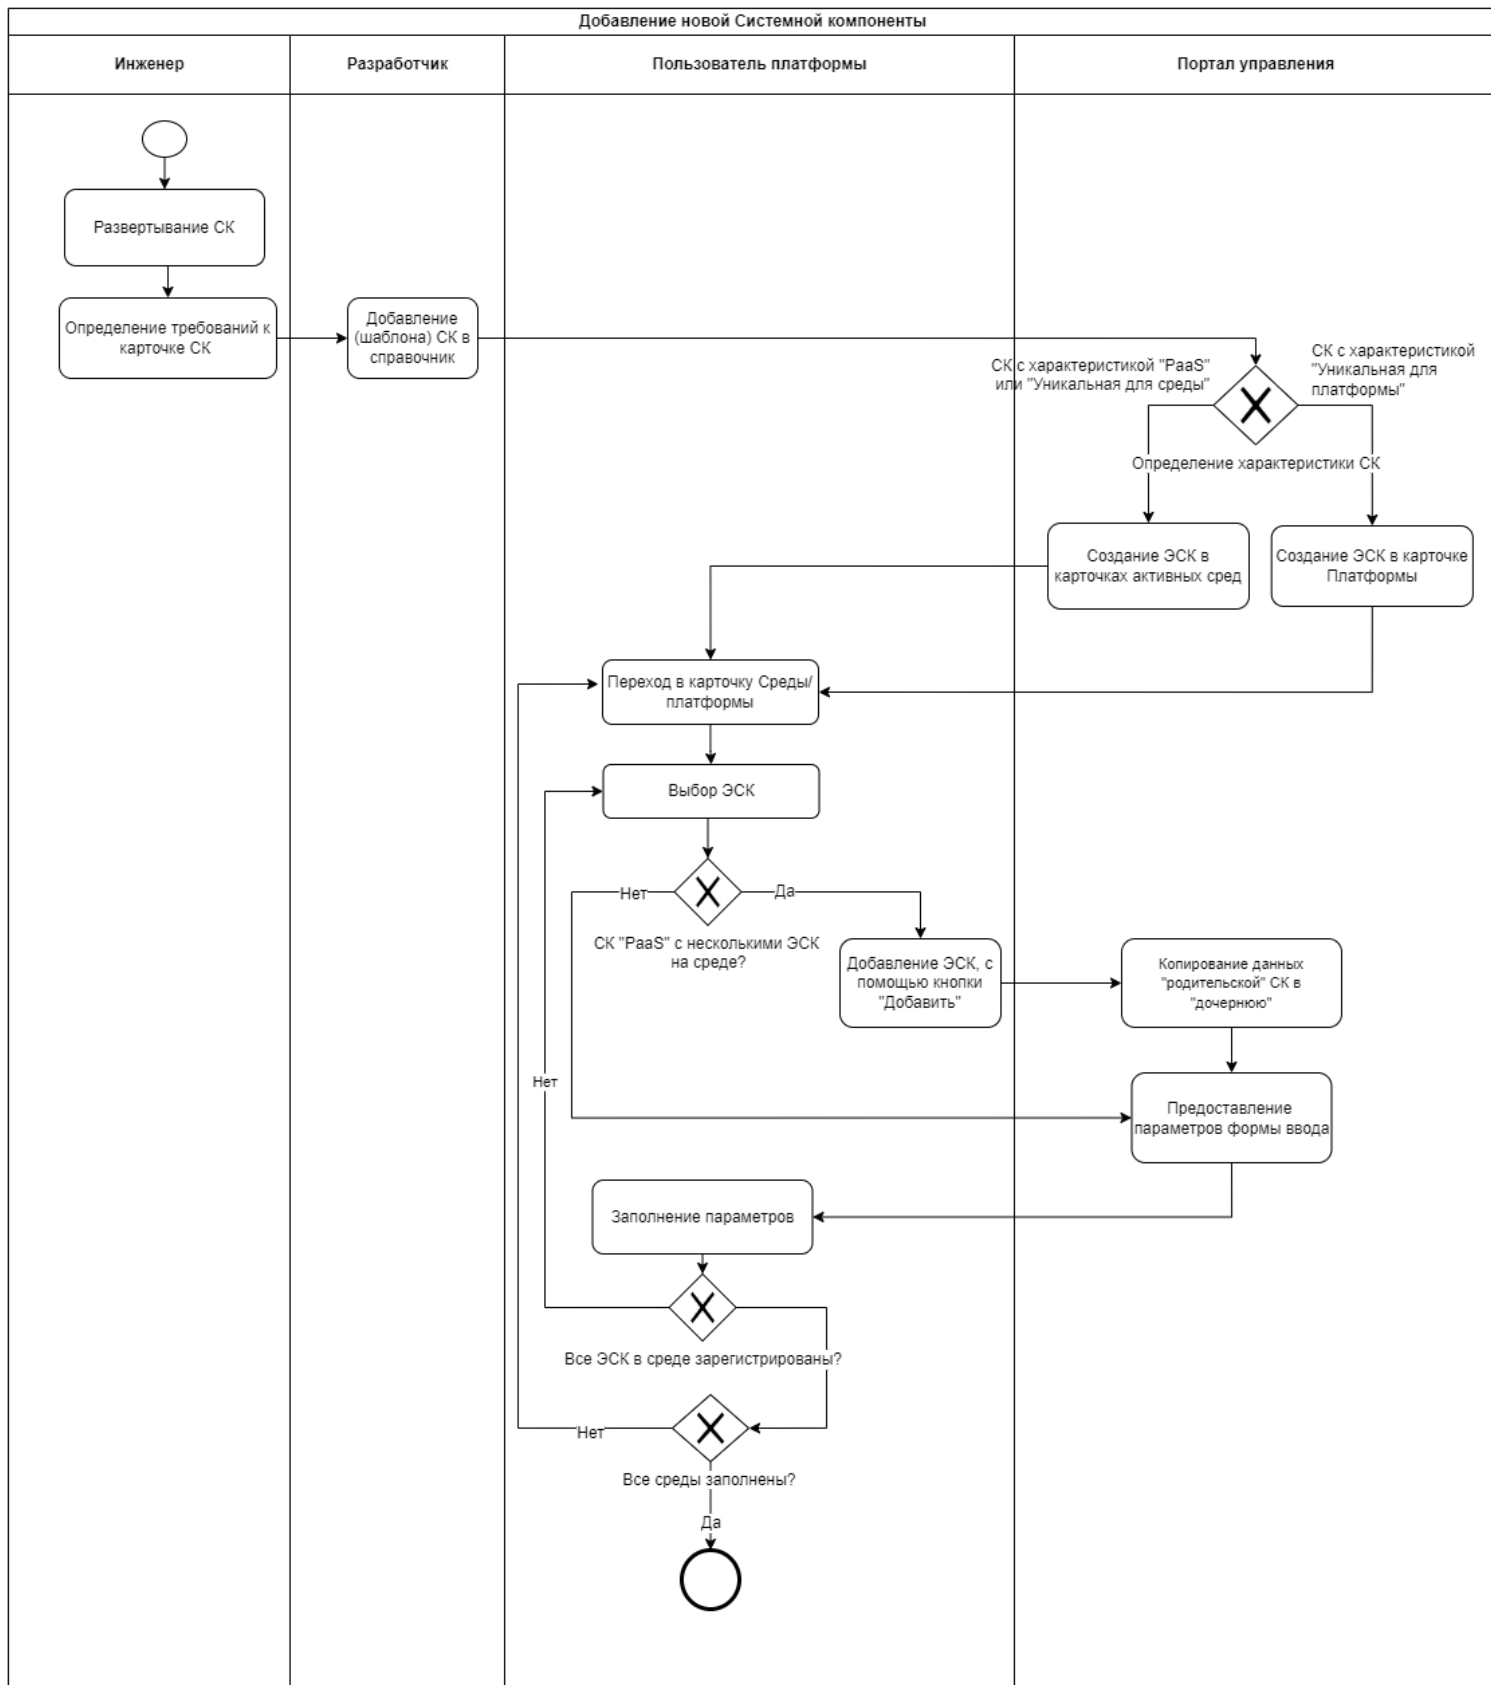 Добавление новой Системной компоненты
Инженер
Разработчик
Пользователь платформы
Портал управления
Развертывание СК
Определение требований к
карточке СК
Добавление
(шаблона) СК в
справочник
СК с характеристикой "PaaS"
или "Уникальная для среды"
СК с характеристикой
"Уникальная для
платформы"
Определение характеристики СК
Создание ЭСК в
карточках активных сред
Создание ЭСК в карточке
Платформы
Переход в карточку Среды/
платформы
Выбор ЭСК
Нет
Да
СК "PaaS" с несколькими ЭСК
на среде?
Добавление ЭСК, с
помощью кнопки
"Добавить"
Копирование данных
"родительской" СК в
"дочернюю"
Нет
Предоставление
параметров формы ввода
Заполнение параметров
Все ЭСК в среде зарегистрированы?
Нет
Все среды заполнены?
Да